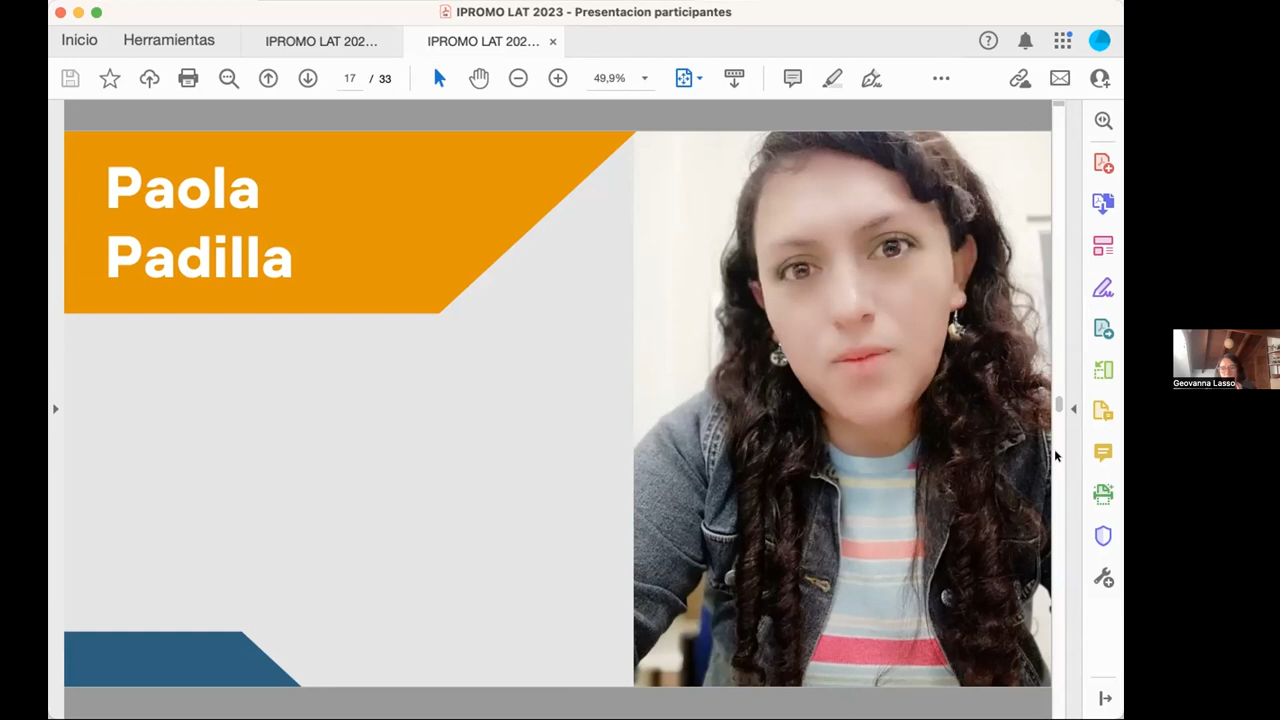 IPROMO LAT 2023 - Presentacion participantes
Inicio
Herramientas
IPROMO LAT 202...
IPROMO LAT 202...
17 / 33
49,9%
Paola
Padilla
Geovanna Lasso